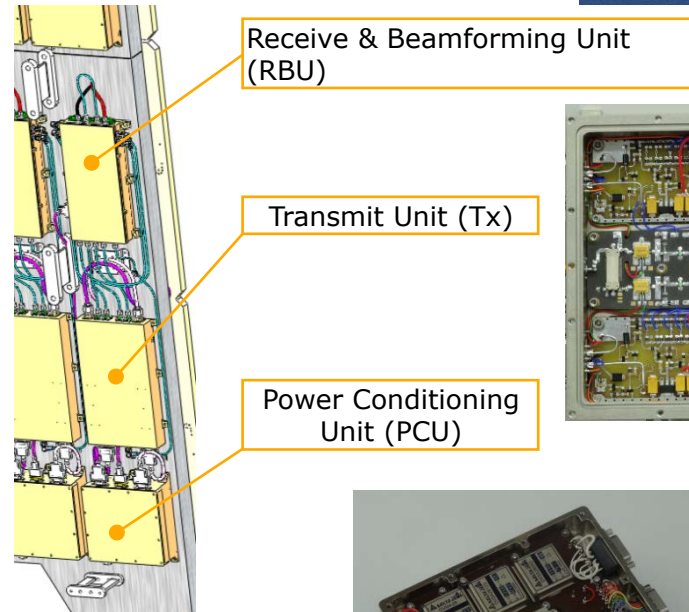 Receive & Beamforming Unit
(RBU)
Transmit Unit (Tx)
Power Conditioning
Unit (PCU)